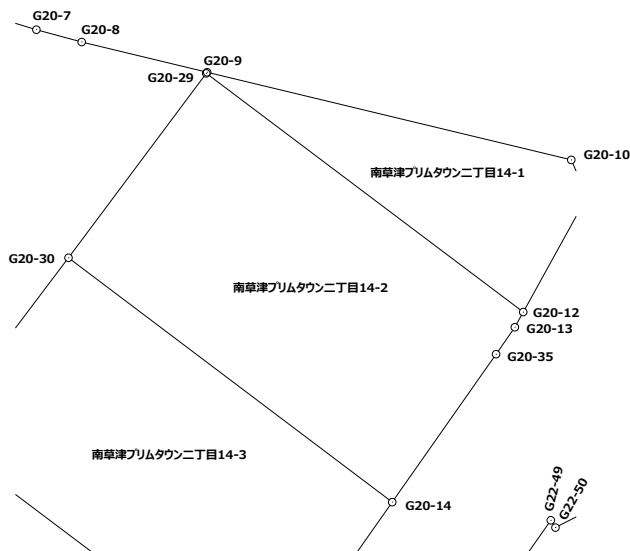 G20-7
G20-8
G20-9
G20-29
G20-10
南草津プリムタウン二丁目14-1
G20-30
南草津プリムタウン二丁目14-2
G20-12
G20-13
G20-35
南草津プリムタウン二丁目14-3
G20-14
G22-49
G22-50